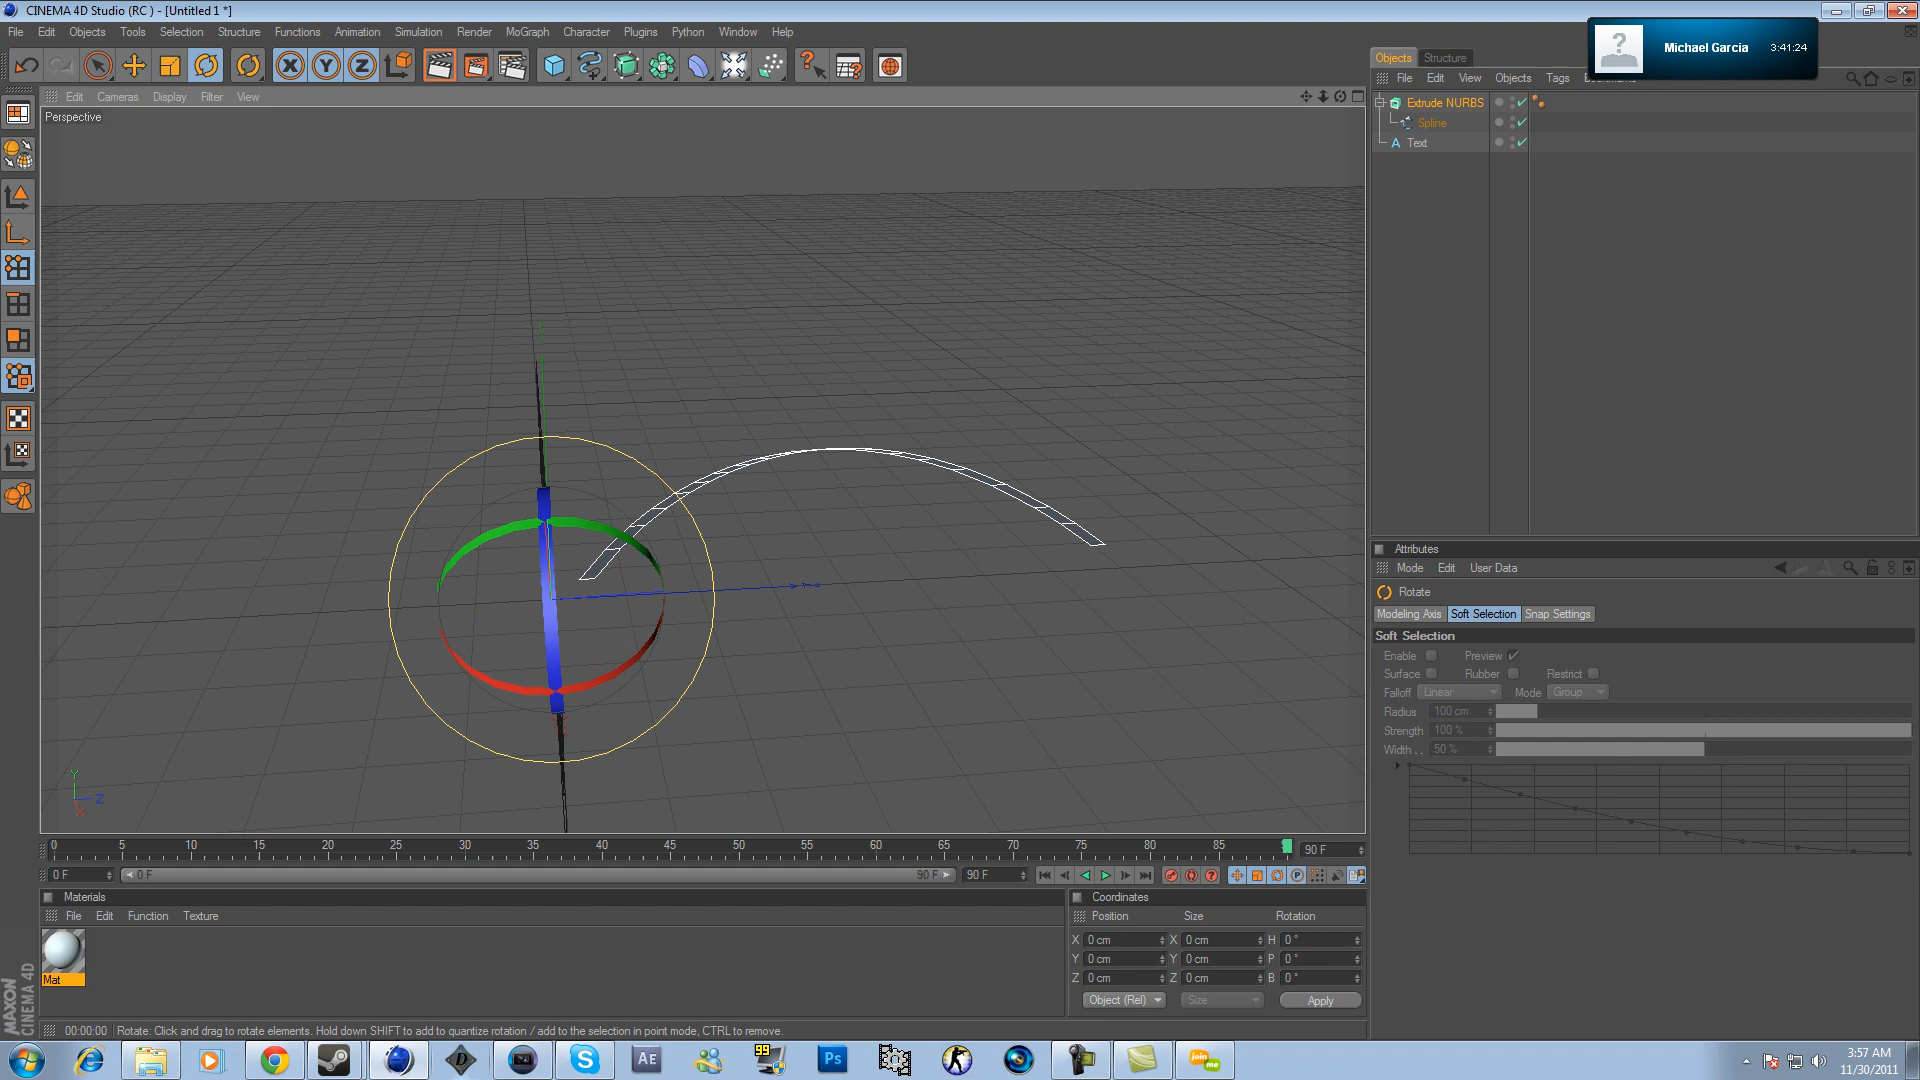 CINEMA 4D Studio (RC ) - [Untitled 1 *]
File Edit Objects Tools Selection Structure Functions Animation Simulation Render MoGraph Character Plugins Python Window Help
Michael Garcia 3:41:24
Objects Structure
File Edit View Objects Tags
Edit Cameras Display Filter View
Perspective
Extrude NURBS
Spline
Text
Attributes
Mode Edit User Data
Rotate
Modeling Axis Soft Selection Snap Settings
Soft Selection
Enable Preview
Surface Rubber Restrict
Falloff Linear Mode Group
Radius 100 cm
Strength 100 %
Width . . 50 %
Y
Z
X
0 5 10 15 20 25 30 35 40 45 50 55 60 65 70 75 80 85 90 F
0 F 0 F 90 F 90 F
Materials
File Edit Function Texture
Mat
Coordinates
Position Size Rotation
X 0 cm X 0 cm H 0 °
Y 0 cm Y 0 cm P 0 °
Z 0 cm Z 0 cm B 0 °
Object (Rel) Size Apply
MAXON
CINEMA 4D
00:00:00 Rotate: Click and drag to rotate elements. Hold down SHIFT to add to quantize rotation / add to the selection in point mode, CTRL to remove.
Ae 99 Ps join me
3:57 AM
11/30/2011